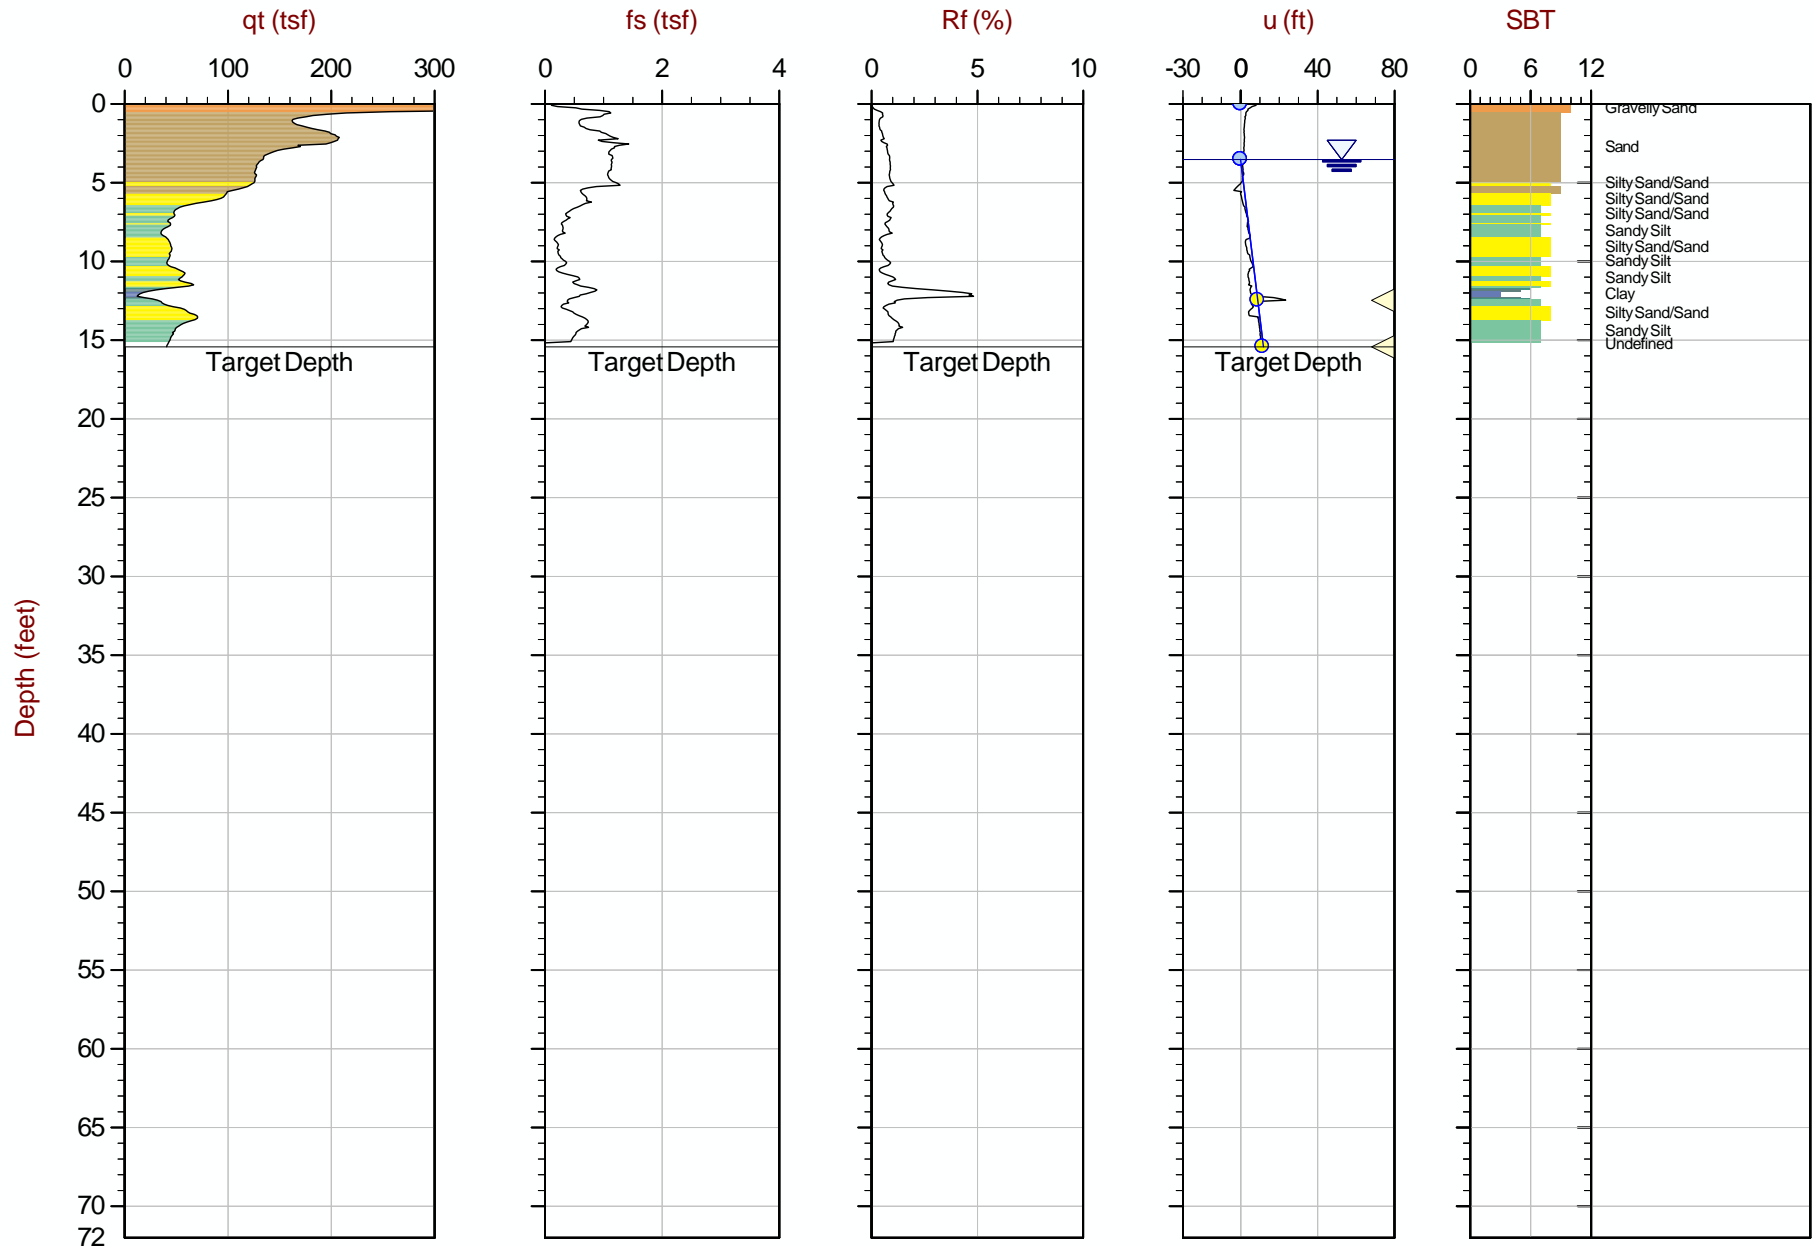 qt (tsf)
fs (tsf)
Rf (%)
u (ft)
SBT
0 100 200 300
0 2 4
0 5 10
-30 0 40 80
0 6 12
0
5
10
15
20
25
30
35
40
45
50
55
60
65
70
72
Depth (feet)
Gravelly Sand
Sand
Silty Sand/Sand
Silty Sand/Sand
Silty Sand/Sand
Sandy Silt
Silty Sand/Sand
Sandy Silt
Sandy Silt
Clay
Silty Sand/Sand
Sandy Silt
Undefined
Target Depth
Target Depth
Target Depth
Target Depth